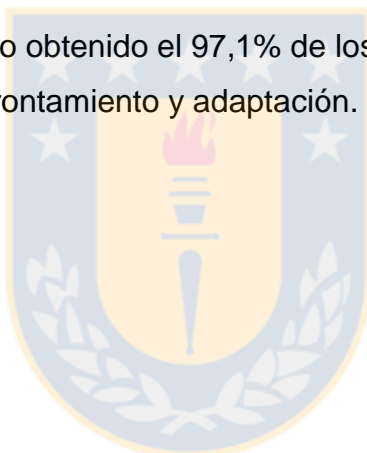 o obtenido el 97,1% de los
rontamiento y adaptación.